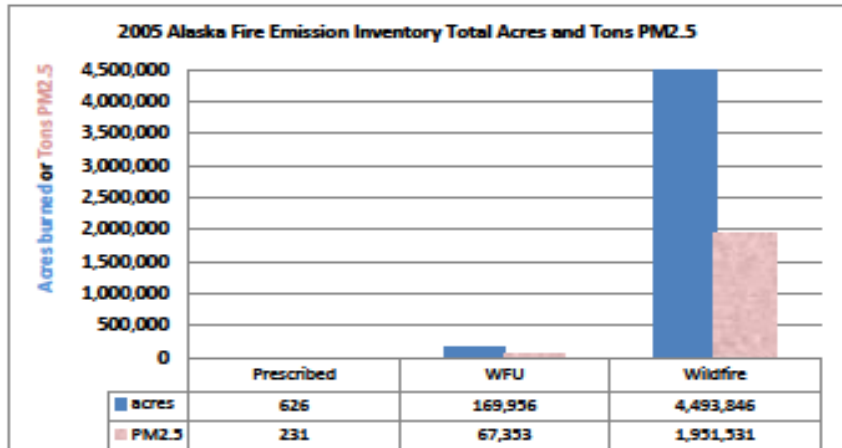 2005 Alaska Fire Emission Inventory Total Acres and Tons PM2.5
Acres burned or Tons PM2.5
4,500,000
4,000,000
3,500,000
3,000,000
2,500,000
2,000,000
1,500,000
1,000,000
500,000
0
Prescribed WFU Wildfire
acres 626 169,956 4,493,846
PM2.5 231 67,353 1,951,531